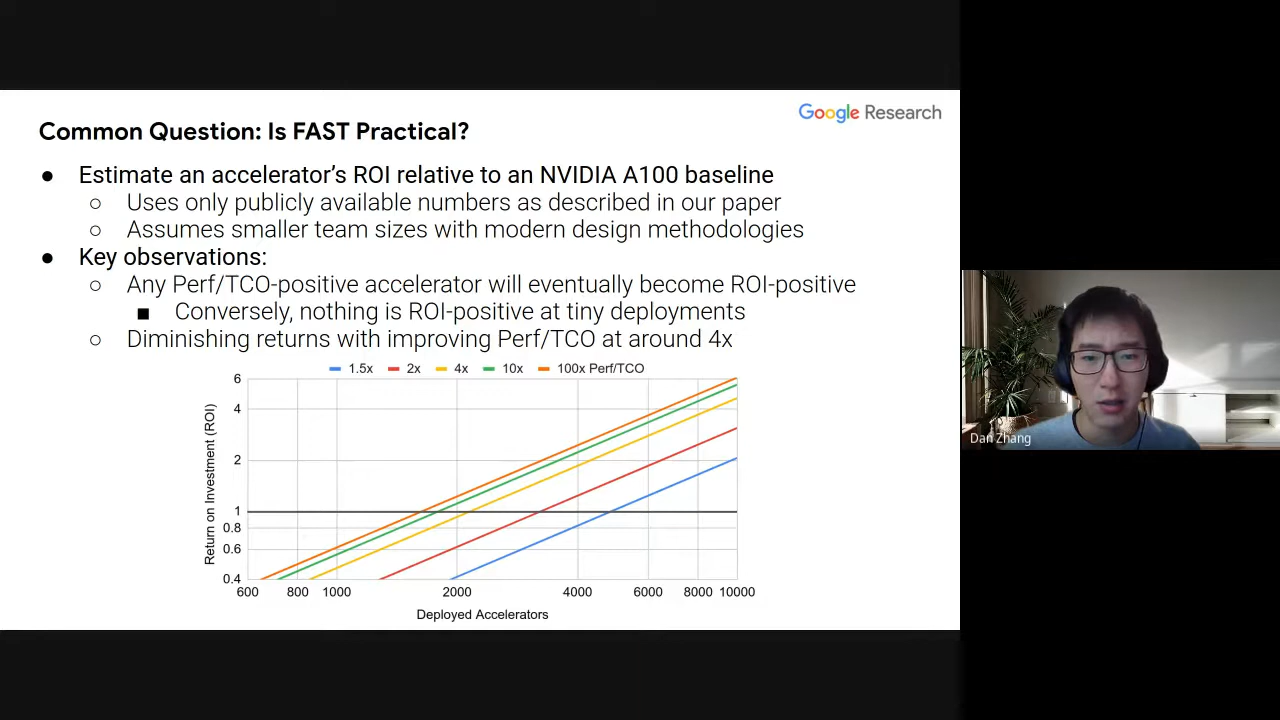 Google Research
Common Question: Is FAST Practical?
● Estimate an accelerator's ROI relative to an NVIDIA A100 baseline
○ Uses only publicly available numbers as described in our paper
○ Assumes smaller team sizes with modern design methodologies
● Key observations:
○ Any Perf/TCO-positive accelerator will eventually become ROI-positive
■ Conversely, nothing is ROI-positive at tiny deployments
○ Diminishing returns with improving Perf/TCO at around 4x
1.5x 2x 4x 10x 100x Perf/TCO
Return on Investment (ROI)
6
4
2
1
0.8
0.6
0.4
600 800 1000 2000 4000 6000 8000 10000
Deployed Accelerators
Dan Zhang